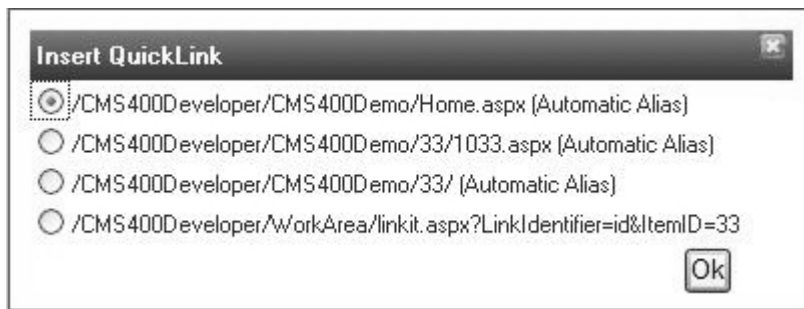 Insert QuickLink
/CMS400Developer/CMS400Demo/Home.aspx (Automatic Alias)
/CMS400Developer/CMS400Demo/33/1033.aspx (Automatic Alias)
/CMS400Developer/CMS400Demo/33/ (Automatic Alias)
/CMS400Developer/WorkArea/linkit.aspx?LinkIdentifier=id&ItemID=33
Ok